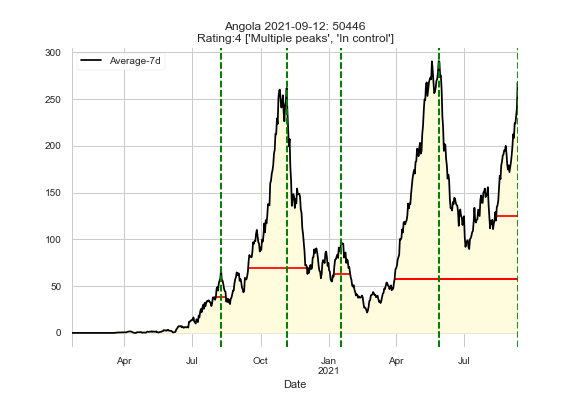 Angola 2021-09-12: 50446
Rating:4 ['Multiple peaks', 'In control']
Average-7d
300
250
200
150
100
50
0
Apr
Jul
Oct
Jan
2021
Apr
Jul
Date